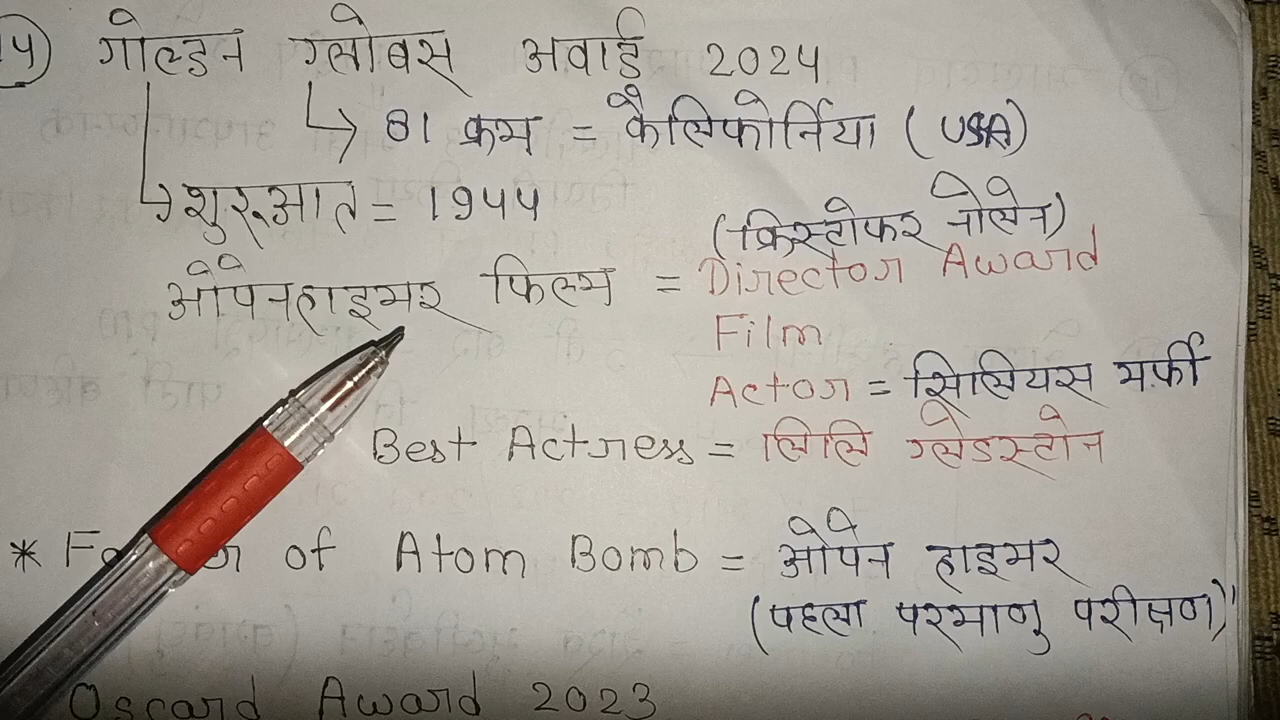 14) गोल्डन ग्लोबस अवार्ड 2024
↳ 81 क्रम = कैलिफोर्निया (USA)
↳ शुरूआत = 1944
(क्रिस्टोफर नोलेन)
ओपेनहाइमर फिल्म = Director Award
Film
Actor = सिलियस मर्फी
Best Actress = लिलि ग्लेडस्टोन
* of Atom Bomb = ओपेन हाइमर
(पहला परमाणु परीक्षण)"
Oscard Award 2023